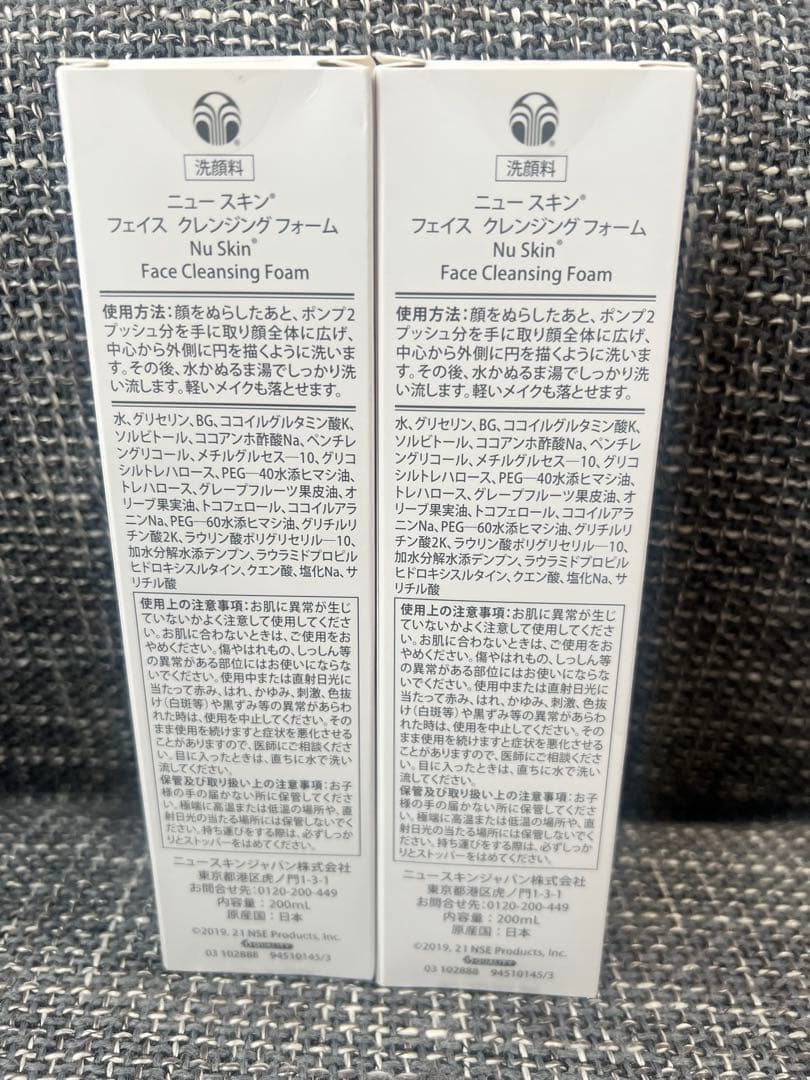 洗顔料
ニュー スキン®
フェイス クレンジング フォーム
Nu Skin®
Face Cleansing Foam
使用方法:顔をぬらしたあと、ポンプ2
プッシュ分を手に取り顔全体に広げ、
中心から外側に円を描くように洗いま
す。その後、水かぬるま湯でしっかり洗
い流します。軽いメイクも落とせます。
水、グリセリン、BG、ココイルグルタミン酸K、
ソルビトール、ココアンホ酢酸Na、ペンチレ
ングリコール、メチルグルセス―10、グリコ
シルトレハロース、PEG―40水添ヒマシ油、
トレハロース、グレープフルーツ果皮油、オ
リーブ果実油、トコフェロール、ココイルアラ
ニンNa、PEG―60水添ヒマシ油、グリチルリ
チン酸2K、ラウリン酸ポリグリセリル―10、
加水分解水添デンプン、ラウラミドプロピル
ヒドロキシスルタイン、クエン酸、塩化Na、サ
リチル酸
使用上の注意事項:お肌に異常が生じ
ていないかよく注意して使用してくださ
い。お肌に合わないときは、ご使用をお
やめください。傷やはれもの、しっしん等
の異常がある部位にはお使いにならな
いでください。使用中または直射日光に
当たって赤み、はれ、かゆみ、刺激、色抜
け(白斑等)や黒ずみ等の異常があらわ
れた時は、使用を中止してください。その
まま使用を続けますと症状を悪化させる
ことがありますので、医師にご相談くださ
い。目に入ったときは、直ちに水で洗い
流してください。
保管及び取り扱い上の注意事項:お子
様の手の届かない所に保管してくださ
い。極端に高温または低温の場所や、直
射日光の当たる場所には保管しないでく
ださい。持ち運びをする際は、必ずしっか
りとストッパーをはめてください。
ニュースキンジャパン株式会社
東京都港区虎ノ門1-3-1
お問合せ先:0120-200-449
内容量:200mL
原産国:日本
©2019, 21 NSE Products, Inc.
QUALITY
03 102888 94510145/3
洗顔料
ニュー スキン®
フェイス クレンジング フォーム
Nu Skin®
Face Cleansing Foam
使用方法:顔をぬらしたあと、ポンプ2
プッシュ分を手に取り顔全体に広げ、
中心から外側に円を描くように洗いま
す。その後、水かぬるま湯でしっかり洗
い流します。軽いメイクも落とせます。
水、グリセリン、BG、ココイルグルタミン酸K、
ソルビトール、ココアンホ酢酸Na、ペンチレ
ングリコール、メチルグルセス―10、グリコ
シルトレハロース、PEG―40水添ヒマシ油、
トレハロース、グレープフルーツ果皮油、オ
リーブ果実油、トコフェロール、ココイルアラ
ニンNa、PEG―60水添ヒマシ油、グリチルリ
チン酸2K、ラウリン酸ポリグリセリル―10、
加水分解水添デンプン、ラウラミドプロピル
ヒドロキシスルタイン、クエン酸、塩化Na、サ
リチル酸
使用上の注意事項:お肌に異常が生じ
ていないかよく注意して使用してくださ
い。お肌に合わないときは、ご使用をお
やめください。傷やはれもの、しっしん等
の異常がある部位にはお使いにならな
いでください。使用中または直射日光に
当たって赤み、はれ、かゆみ、刺激、色抜
け(白斑等)や黒ずみ等の異常があらわ
れた時は、使用を中止してください。その
まま使用を続けますと症状を悪化させる
ことがありますので、医師にご相談くださ
い。目に入ったときは、直ちに水で洗い
流してください。
保管及び取り扱い上の注意事項:お子
様の手の届かない所に保管してくださ
い。極端に高温または低温の場所や、直
射日光の当たる場所には保管しないでく
ださい。持ち運びをする際は、必ずしっか
りとストッパーをはめてください。
ニュースキンジャパン株式会社
東京都港区虎ノ門1-3-1
お問合せ先:0120-200-449
内容量:200mL
原産国:日本
©2019, 21 NSE Products, Inc.
QUALITY
03 102888 94510145/3